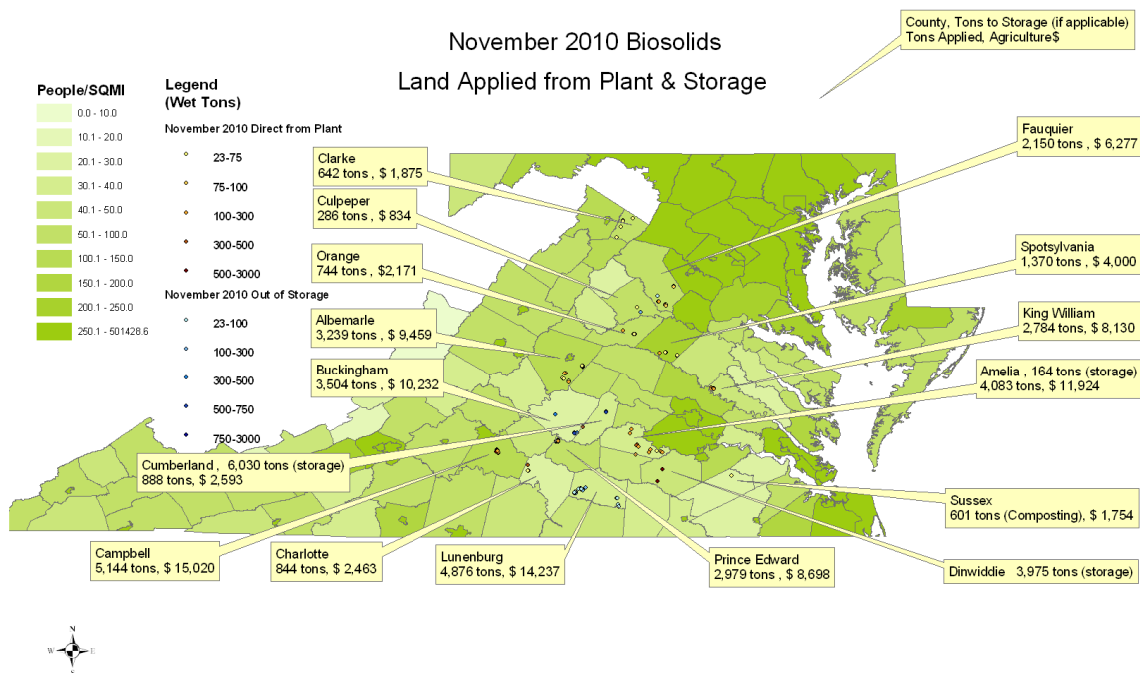 November 2010 Biosolids
Land Applied from Plant & Storage
County, Tons to Storage (if applicable)
Tons Applied, Agriculture$
People/SQMI
0.0 - 10.0
10.1 - 20.0
20.1 - 30.0
30.1 - 40.0
40.1 - 50.0
50.1 - 100.0
100.1 - 150.0
150.1 - 200.0
200.1 - 250.0
250.1 - 501428.6
Legend
(Wet Tons)
November 2010 Direct from Plant
23-75
75-100
100-300
300-500
500-3000
November 2010 Out of Storage
23-100
100-300
300-500
500-750
750-3000
Clarke
642 tons , $ 1,875
Culpeper
286 tons , $ 834
Orange
744 tons , $2,171
Albemarle
3,239 tons , $ 9,459
Buckingham
3,504 tons , $ 10,232
Cumberland , 6,030 tons (storage)
888 tons, $ 2,593
Fauquier
2,150 tons , $ 6,277
Spotsylvania
1,370 tons , $ 4,000
King William
2,784 tons , $ 8,130
Amelia , 164 tons (storage)
4,083 tons , $ 11,924
Sussex
601 tons (Composting), $ 1,754
Campbell
5,144 tons , $ 15,020
Charlotte
844 tons, $ 2,463
Lunenburg
4,876 tons, $ 14,237
Prince Edward
2,979 tons , $ 8,698
Dinwiddie 3,975 tons (storage)
N
W E
S